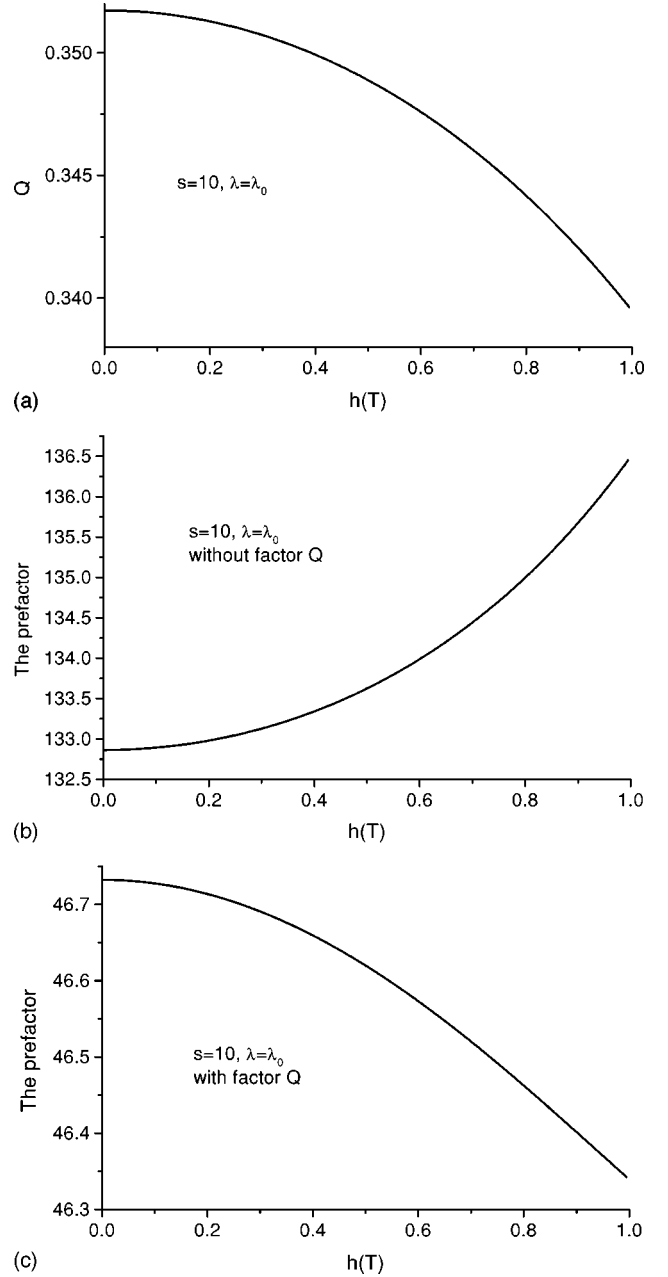 0.350
0.345
0.340
Q
s=10, λ=λ₀
0.0 0.2 0.4 0.6 0.8 1.0
(a)
h(T)
136.5
136.0
135.5
135.0
134.5
134.0
133.5
133.0
132.5
The prefactor
s=10, λ=λ₀
without factor Q
0.0 0.2 0.4 0.6 0.8 1.0
(b)
h(T)
46.7
46.6
46.5
46.4
46.3
The prefactor
s=10, λ=λ₀
with factor Q
0.0 0.2 0.4 0.6 0.8 1.0
(c)
h(T)